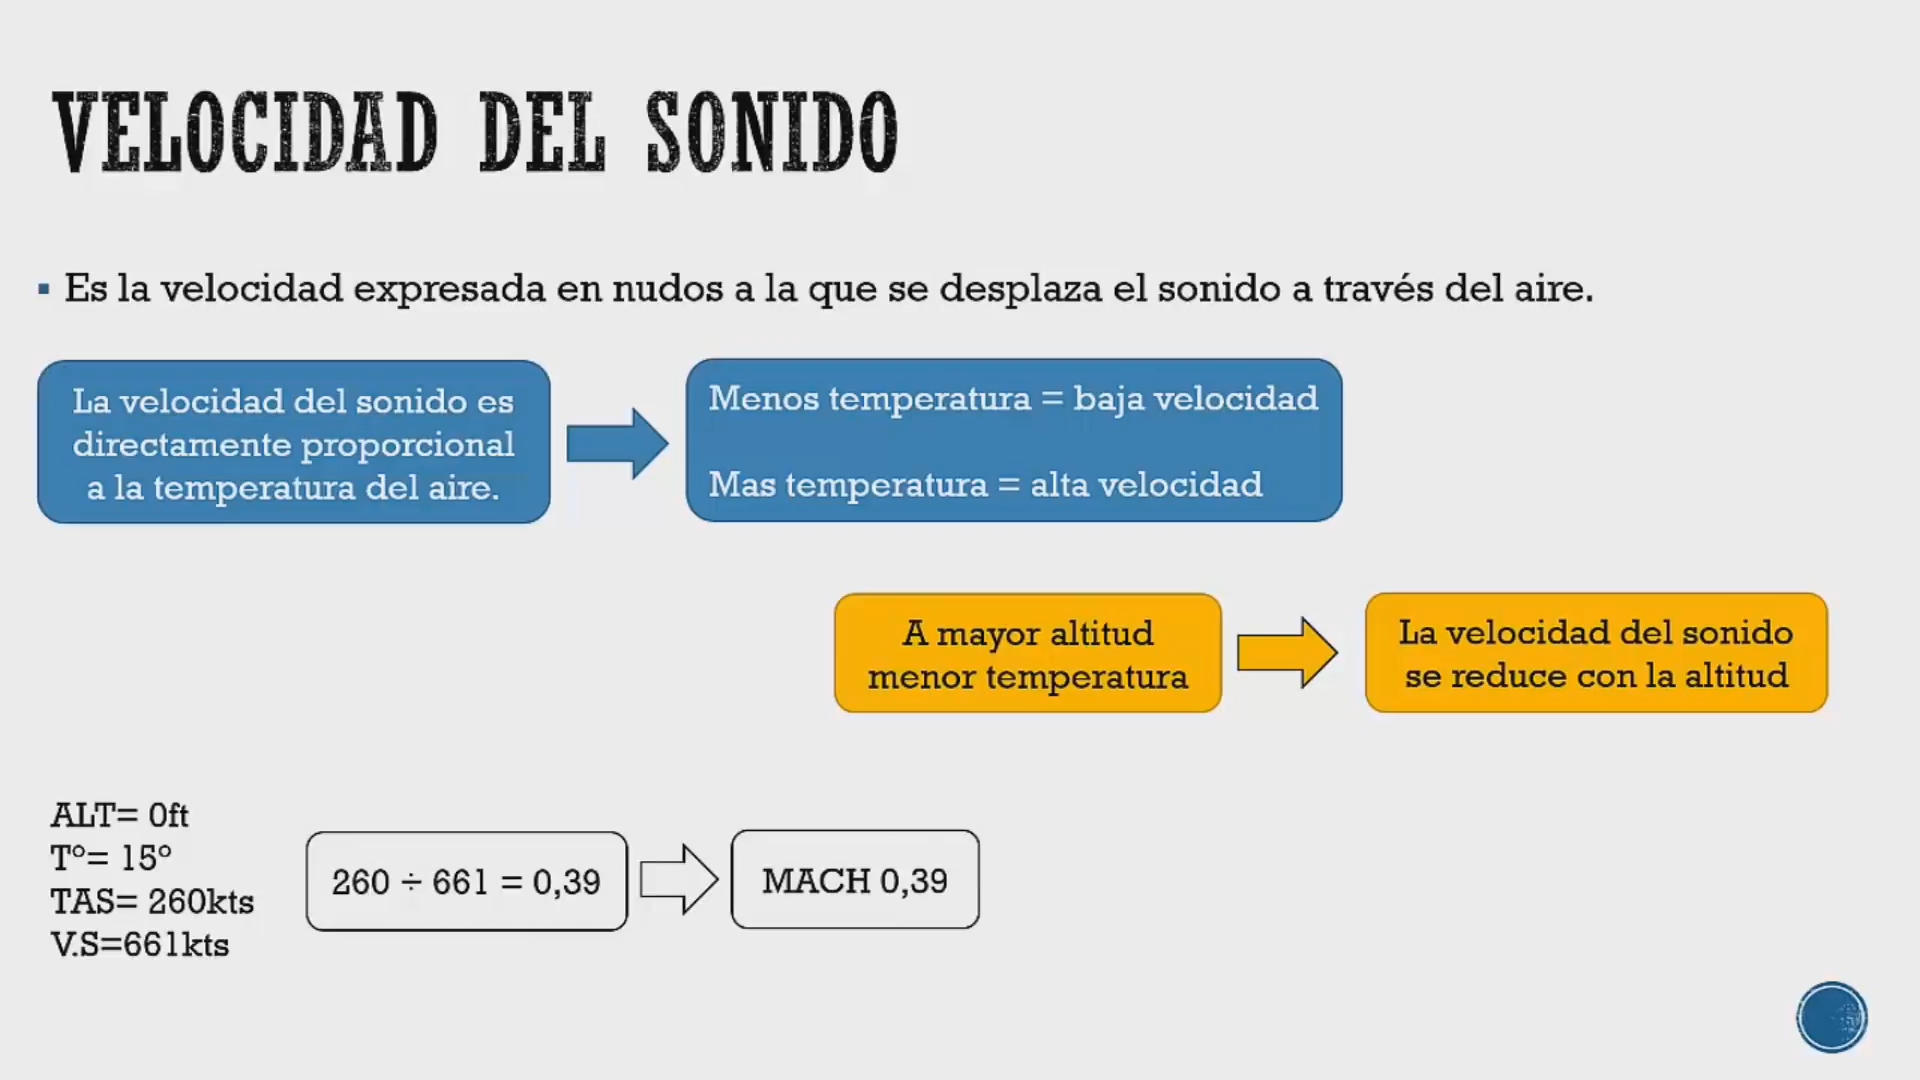 VELOCIDAD DEL SONIDO
▪ Es la velocidad expresada en nudos a la que se desplaza el sonido a través del aire.
La velocidad del sonido es
directamente proporcional
a la temperatura del aire.
Menos temperatura = baja velocidad
Mas temperatura = alta velocidad
A mayor altitud
menor temperatura
La velocidad del sonido
se reduce con la altitud
ALT= 0ft
T°= 15°
TAS= 260kts
V.S=661kts
260 ÷ 661 = 0,39
MACH 0,39